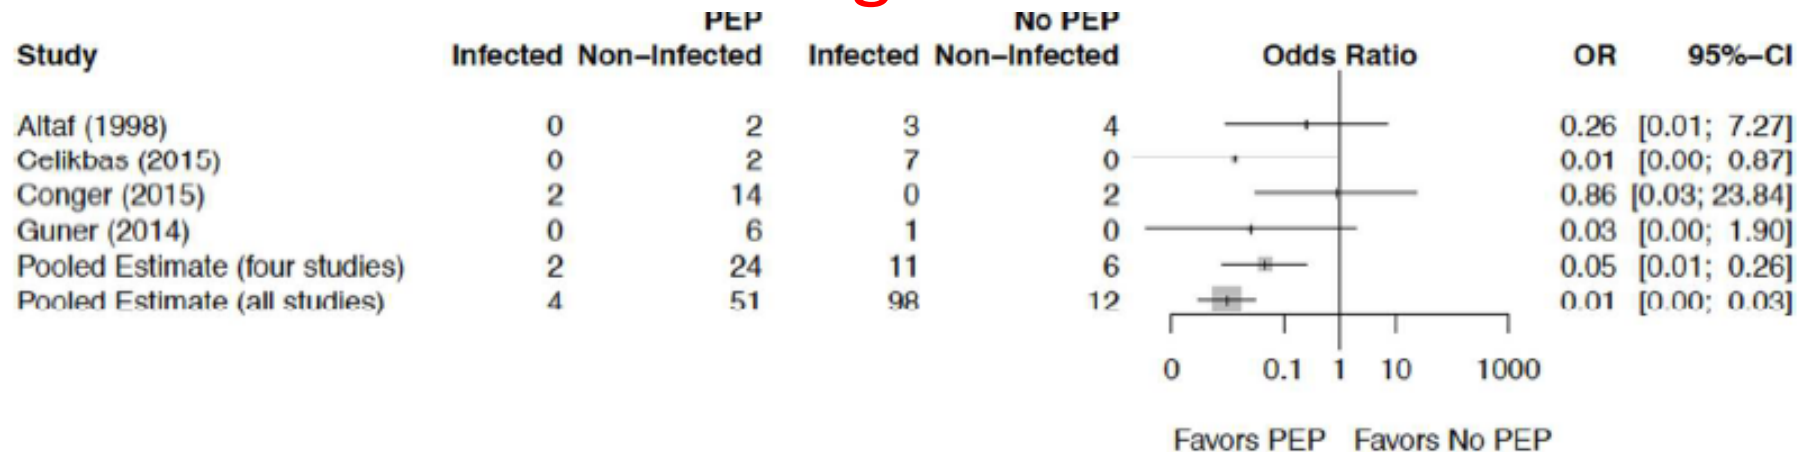 PEP No PEP
Study Infected Non–Infected Infected Non–Infected Odds Ratio OR 95%–CI
Altaf (1998) 0 2 3 4 0.26 [0.01; 7.27]
Celikbas (2015) 0 2 7 0 0.01 [0.00; 0.87]
Conger (2015) 2 14 0 2 0.86 [0.03; 23.84]
Guner (2014) 0 6 1 0 0.03 [0.00; 1.90]
Pooled Estimate (four studies) 2 24 11 6 0.05 [0.01; 0.26]
Pooled Estimate (all studies) 4 51 98 12 0.01 [0.00; 0.03]
0 0.1 1 10 1000
Favors PEP Favors No PEP